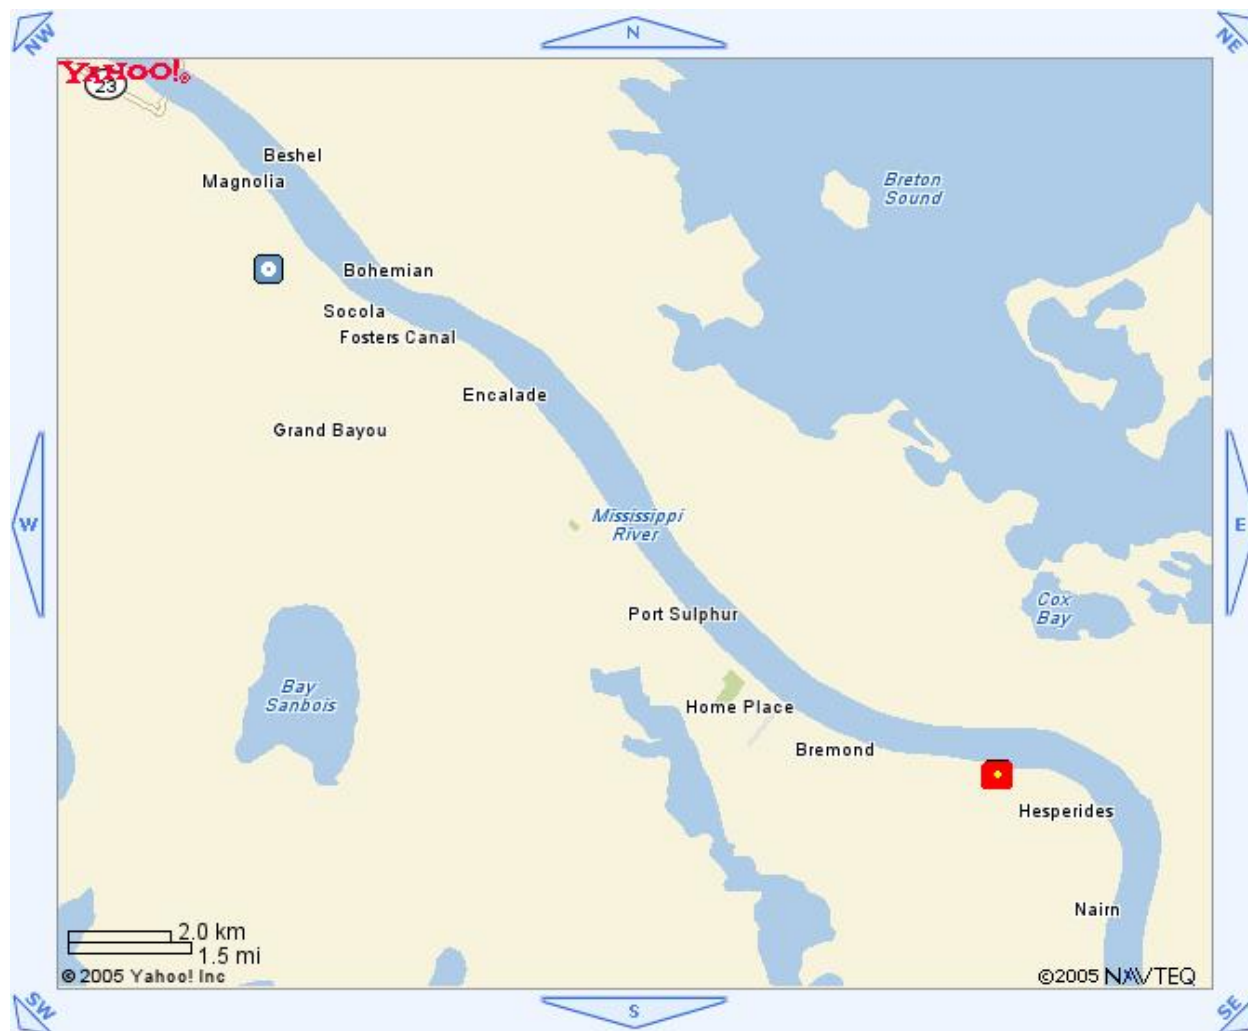 NW
N
NE
YAHOO!®
23
Beshel
Magnolia
Breton
Sound
Bohemian
Socola
Fosters Canal
Encalade
Grand Bayou
W
Mississippi
River
E
Cox
Bay
Port Sulphur
Bay
Sanbois
Home Place
Bremond
Hesperides
Nairn
2.0 km
1.5 mi
© 2005 Yahoo! Inc
©2005 NAVTEQ
SW
S
SE